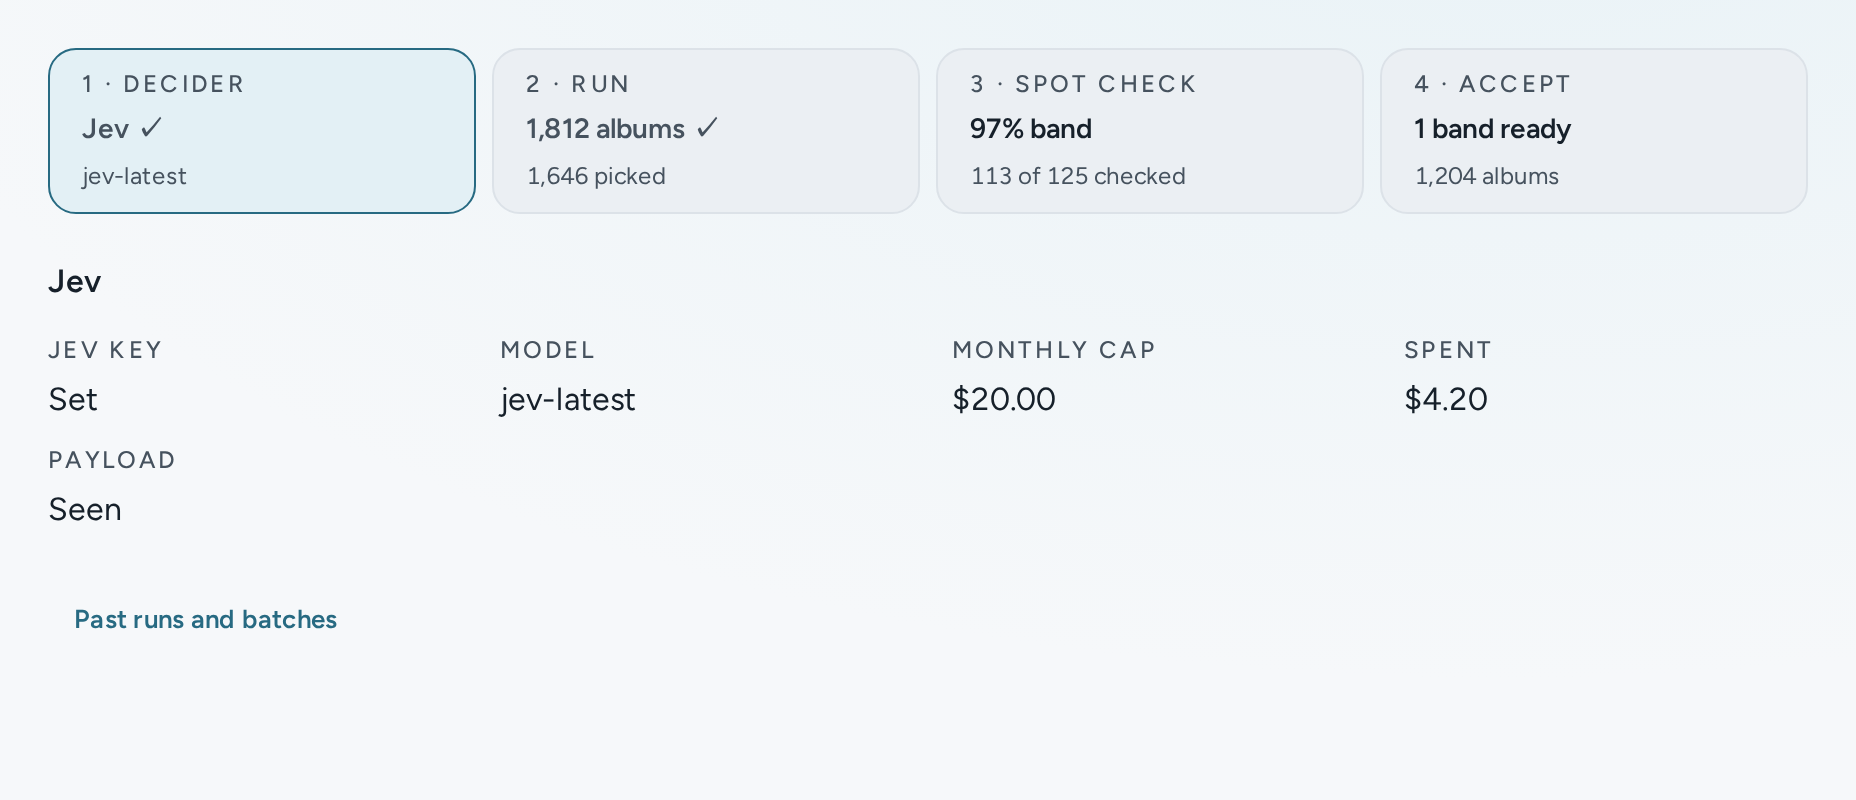 1 · DECIDER
Jev ✓
jev-latest
2 · RUN
1,812 albums ✓
1,646 picked
3 · SPOT CHECK
97% band
113 of 125 checked
4 · ACCEPT
1 band ready
1,204 albums
Jev
JEV KEY
Set
MODEL
jev-latest
MONTHLY CAP
$20.00
SPENT
$4.20
PAYLOAD
Seen
Past runs and batches